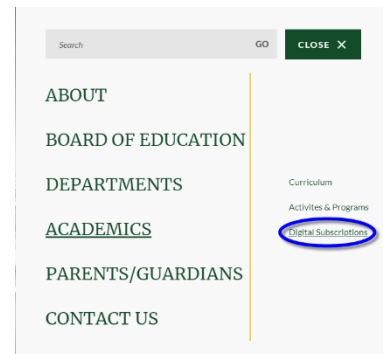 Search GO CLOSE X
ABOUT
BOARD OF EDUCATION
DEPARTMENTS
ACADEMICS
PARENTS/GUARDIANS
CONTACT US
Curriculum
Activites & Programs
Digital Subscriptions